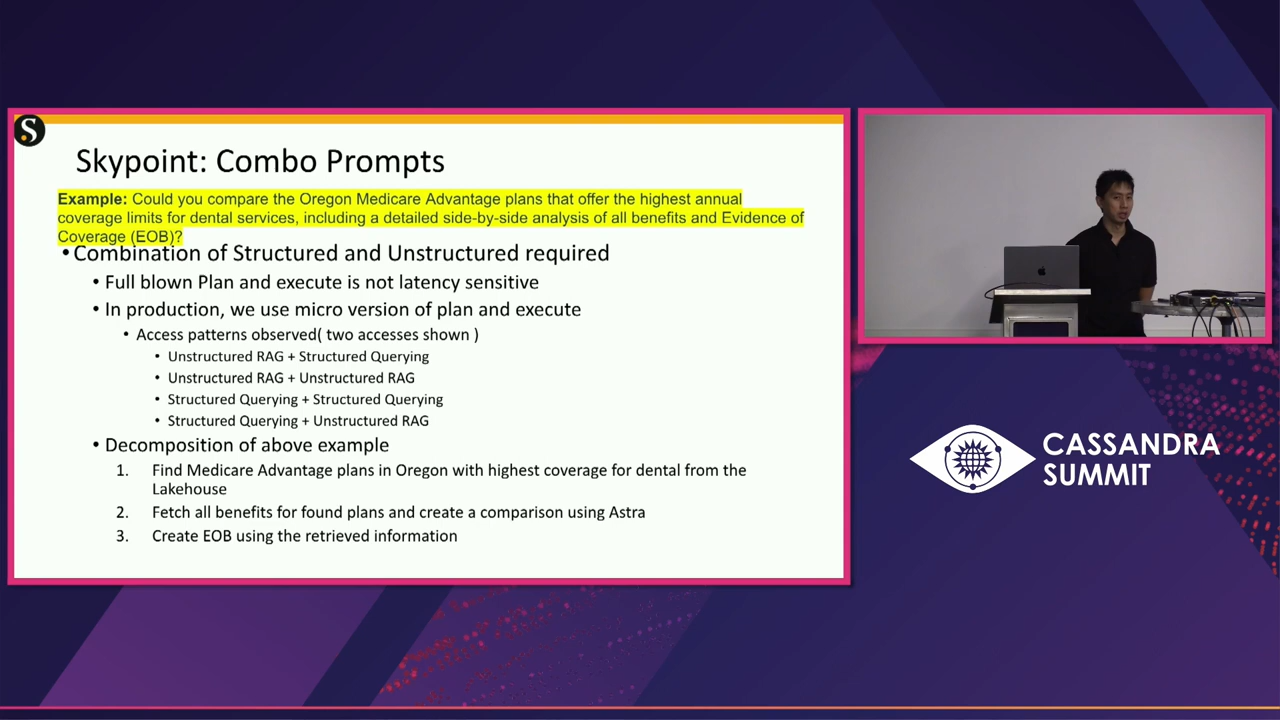 S
Skypoint: Combo Prompts
Example: Could you compare the Oregon Medicare Advantage plans that offer the highest annual
coverage limits for dental services, including a detailed side-by-side analysis of all benefits and Evidence of
Coverage (EOB)?
• Combination of Structured and Unstructured required
• Full blown Plan and execute is not latency sensitive
• In production, we use micro version of plan and execute
• Access patterns observed( two accesses shown )
• Unstructured RAG + Structured Querying
• Unstructured RAG + Unstructured RAG
• Structured Querying + Structured Querying
• Structured Querying + Unstructured RAG
• Decomposition of above example
1. Find Medicare Advantage plans in Oregon with highest coverage for dental from the
Lakehouse
2. Fetch all benefits for found plans and create a comparison using Astra
3. Create EOB using the retrieved information
CASSANDRA
SUMMIT